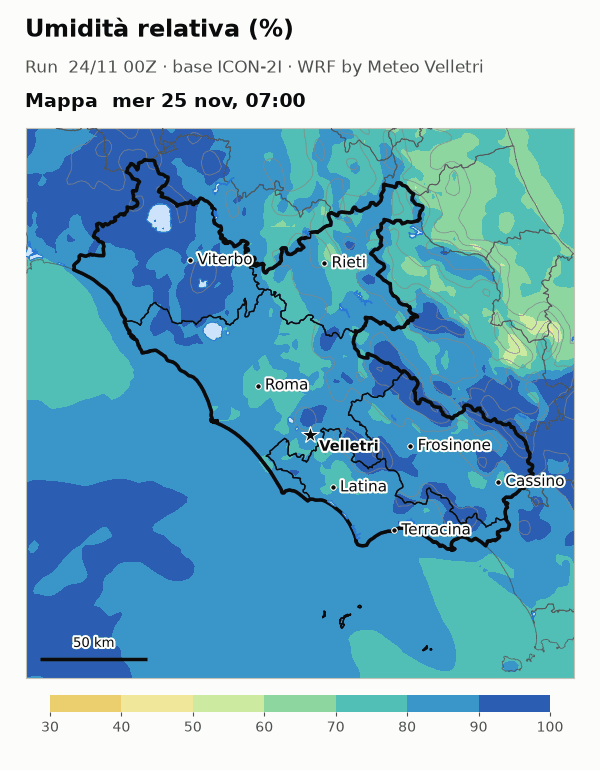 Umidità relativa (%)
Run 24/11 00Z · base ICON-2I · WRF by Meteo Velletri
Mappa mer 25 nov, 07:00
Viterbo
Rieti
Roma
Velletri
Frosinone
Cassino
Latina
Terracina
50 km
30 40 50 60 70 80 90 100